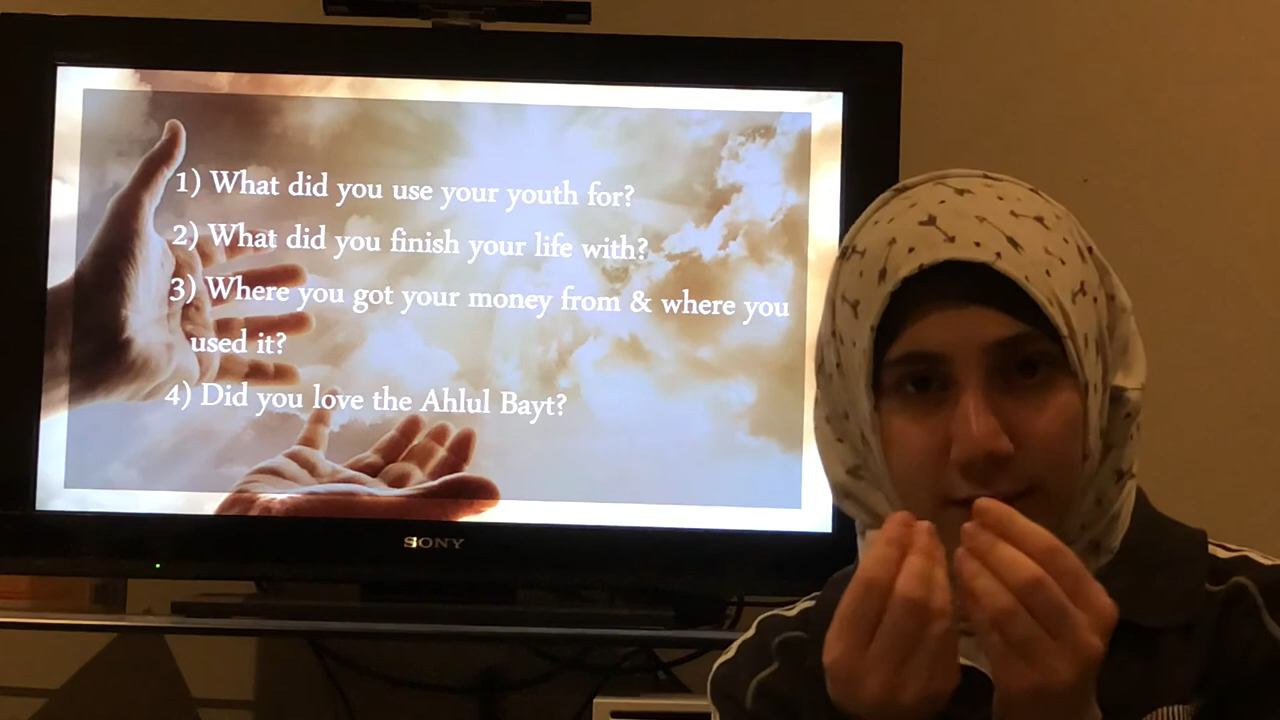 1) What did you use your youth for?
2) What did you finish your life with?
3) Where you got your money from & where you
used it?
4) Did you love the Ahlul Bayt?
SONY